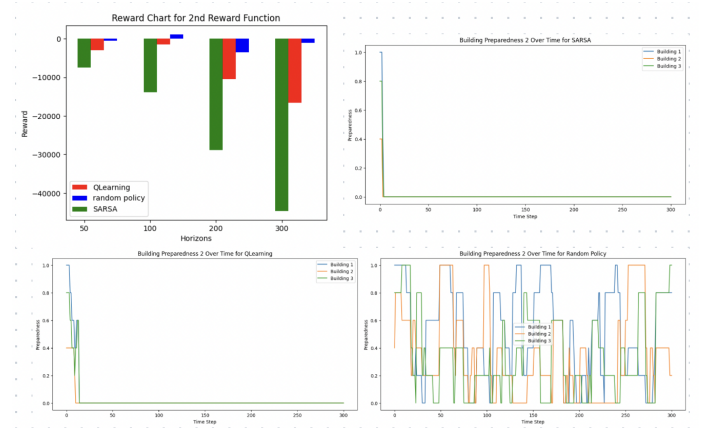 Reward Chart for 2nd Reward Function
0
−10000
−20000
−30000
−40000
Reward
QLearning
random policy
SARSA
50
100
200
300
Horizons
Building Preparedness 2 Over Time for SARSA
Building 1
Building 2
Building 3
1.0
0.8
0.6
0.4
0.2
0.0
Preparedness
0
50
100
150
200
250
300
Time Step
Building Preparedness 2 Over Time for QLearning
Building 1
Building 2
Building 3
1.0
0.8
0.6
0.4
0.2
0.0
Preparedness
0
50
100
150
200
250
300
Time Step
Building Preparedness 2 Over Time for Random Policy
Building 1
Building 2
Building 3
1.0
0.8
0.6
0.4
0.2
0.0
Preparedness
0
50
100
150
200
250
300
Time Step